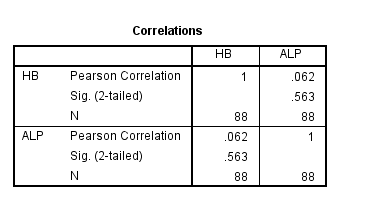 Correlations
HB ALP
HB Pearson Correlation 1 .062
Sig. (2-tailed) .563
N 88 88
ALP Pearson Correlation .062 1
Sig. (2-tailed) .563
N 88 88